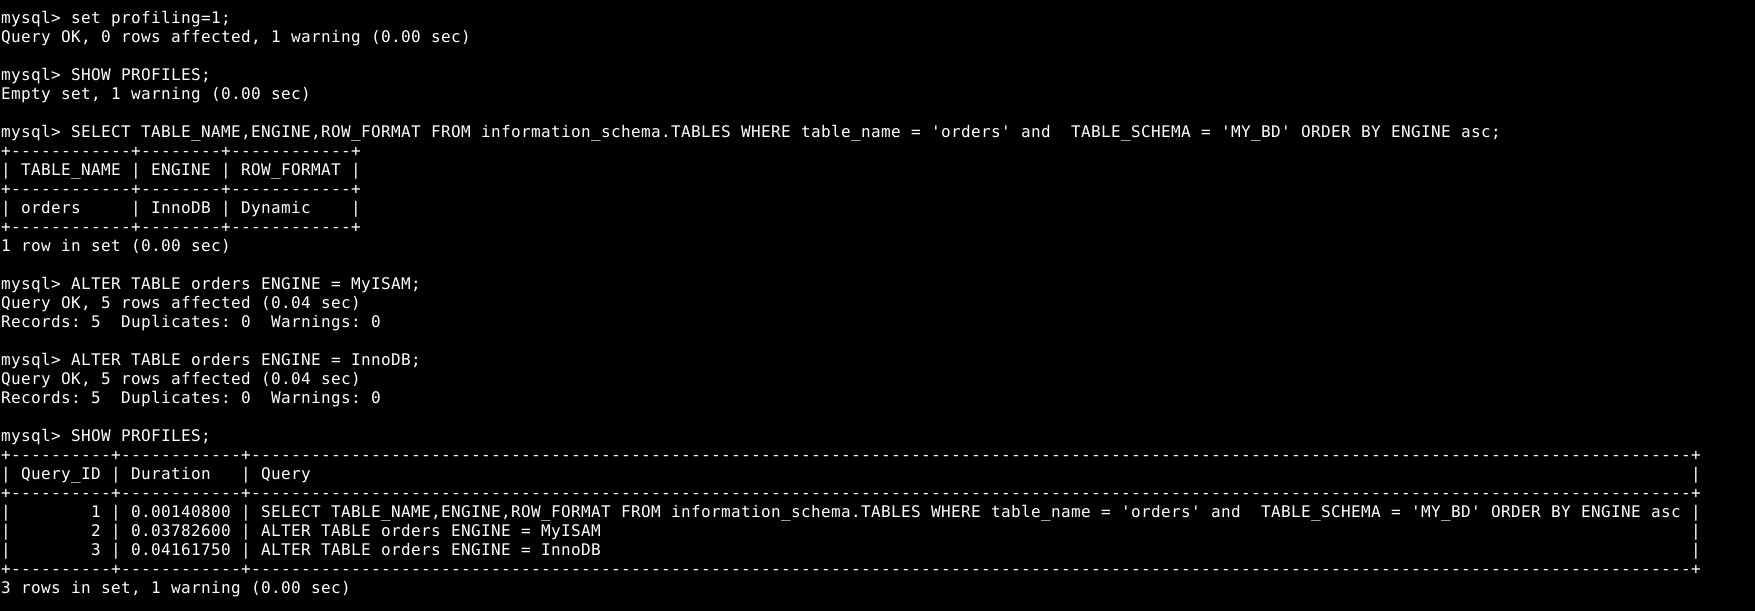 mysql> set profiling=1;
Query OK, 0 rows affected, 1 warning (0.00 sec)

mysql> SHOW PROFILES;
Empty set, 1 warning (0.00 sec)

mysql> SELECT TABLE_NAME,ENGINE,ROW_FORMAT FROM information_schema.TABLES WHERE table_name = 'orders' and  TABLE_SCHEMA = 'MY_BD' ORDER BY ENGINE asc;
+------------+--------+------------+
| TABLE_NAME | ENGINE | ROW_FORMAT |
+------------+--------+------------+
| orders     | InnoDB | Dynamic    |
+------------+--------+------------+
1 row in set (0.00 sec)

mysql> ALTER TABLE orders ENGINE = MyISAM;
Query OK, 5 rows affected (0.04 sec)
Records: 5  Duplicates: 0  Warnings: 0

mysql> ALTER TABLE orders ENGINE = InnoDB;
Query OK, 5 rows affected (0.04 sec)
Records: 5  Duplicates: 0  Warnings: 0

mysql> SHOW PROFILES;
+----------+------------+------------------------------------------------------------------------------------------------------------------------------------------------+
| Query_ID | Duration   | Query                                                                                                                                          |
+----------+------------+------------------------------------------------------------------------------------------------------------------------------------------------+
|        1 | 0.00140800 | SELECT TABLE_NAME,ENGINE,ROW_FORMAT FROM information_schema.TABLES WHERE table_name = 'orders' and  TABLE_SCHEMA = 'MY_BD' ORDER BY ENGINE asc |
|        2 | 0.03782600 | ALTER TABLE orders ENGINE = MyISAM                                                                                                             |
|        3 | 0.04161750 | ALTER TABLE orders ENGINE = InnoDB                                                                                                             |
+----------+------------+------------------------------------------------------------------------------------------------------------------------------------------------+
3 rows in set, 1 warning (0.00 sec)